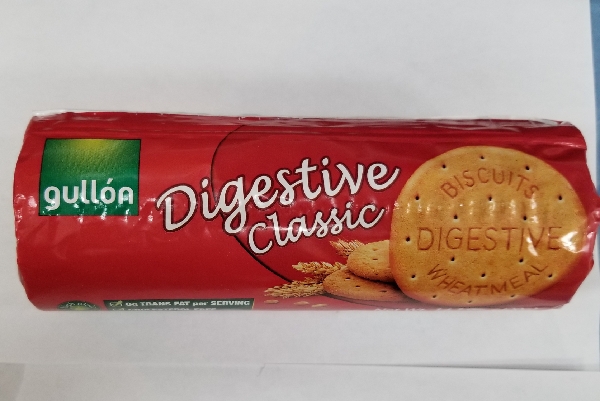 gullón
Digestive
Classic
BISCUITS
DIGESTIVE
WHEATMEAL
0g TRANS FAT per SERVING